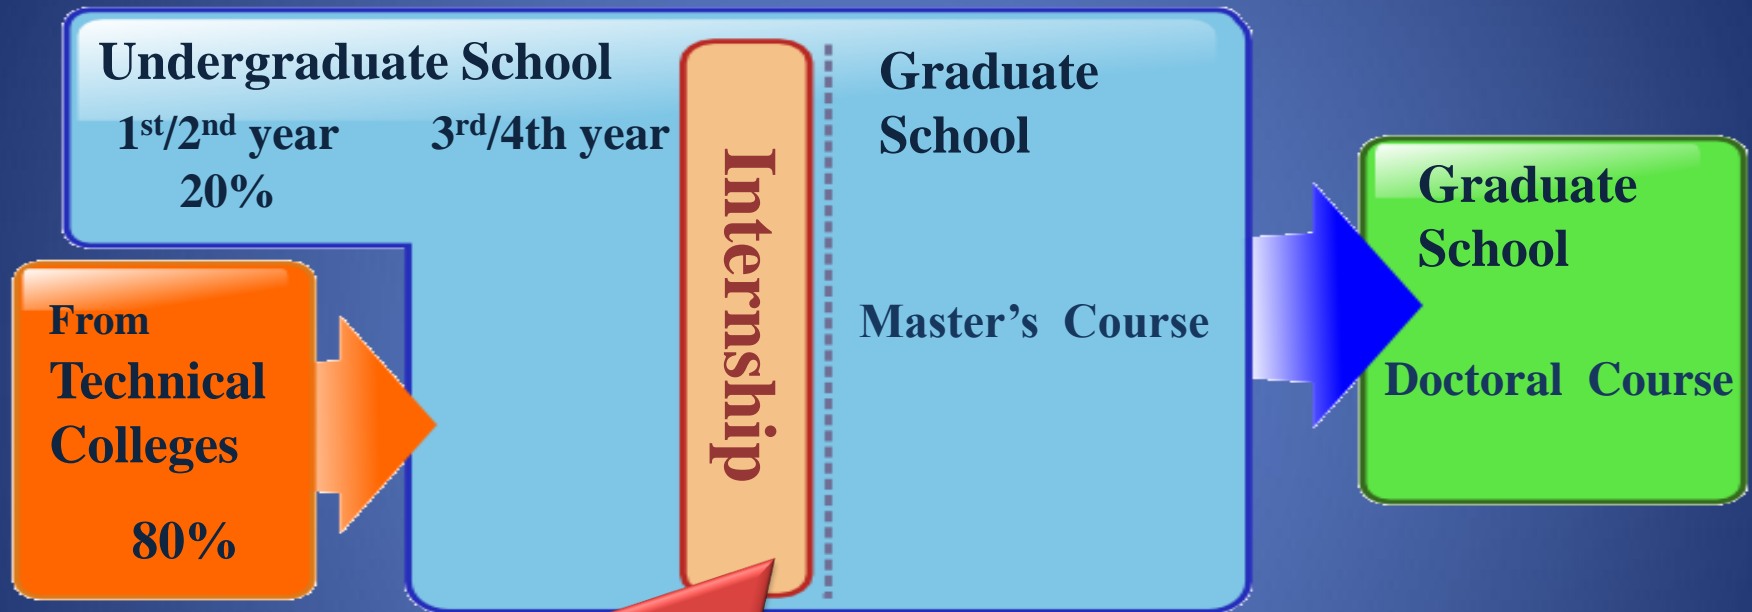 Undergraduate School
1st/2nd year 3rd/4th year
20%
From
Technical
Colleges
80%
Internship
Graduate
School
Master’s Course
Graduate
School
Doctoral Course